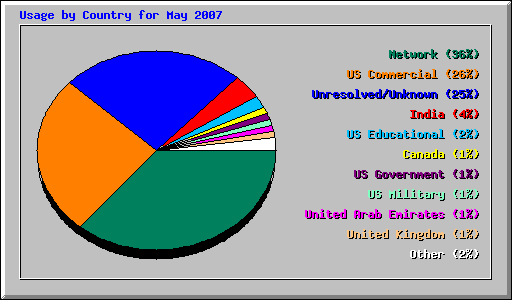 Usage by Country for May 2007
Network (36%)
US Commercial (26%)
Unresolved/Unknown (25%)
India (4%)
US Educational (2%)
Canada (1%)
US Government (1%)
US Military (1%)
United Arab Emirates (1%)
United Kingdom (1%)
Other (2%)